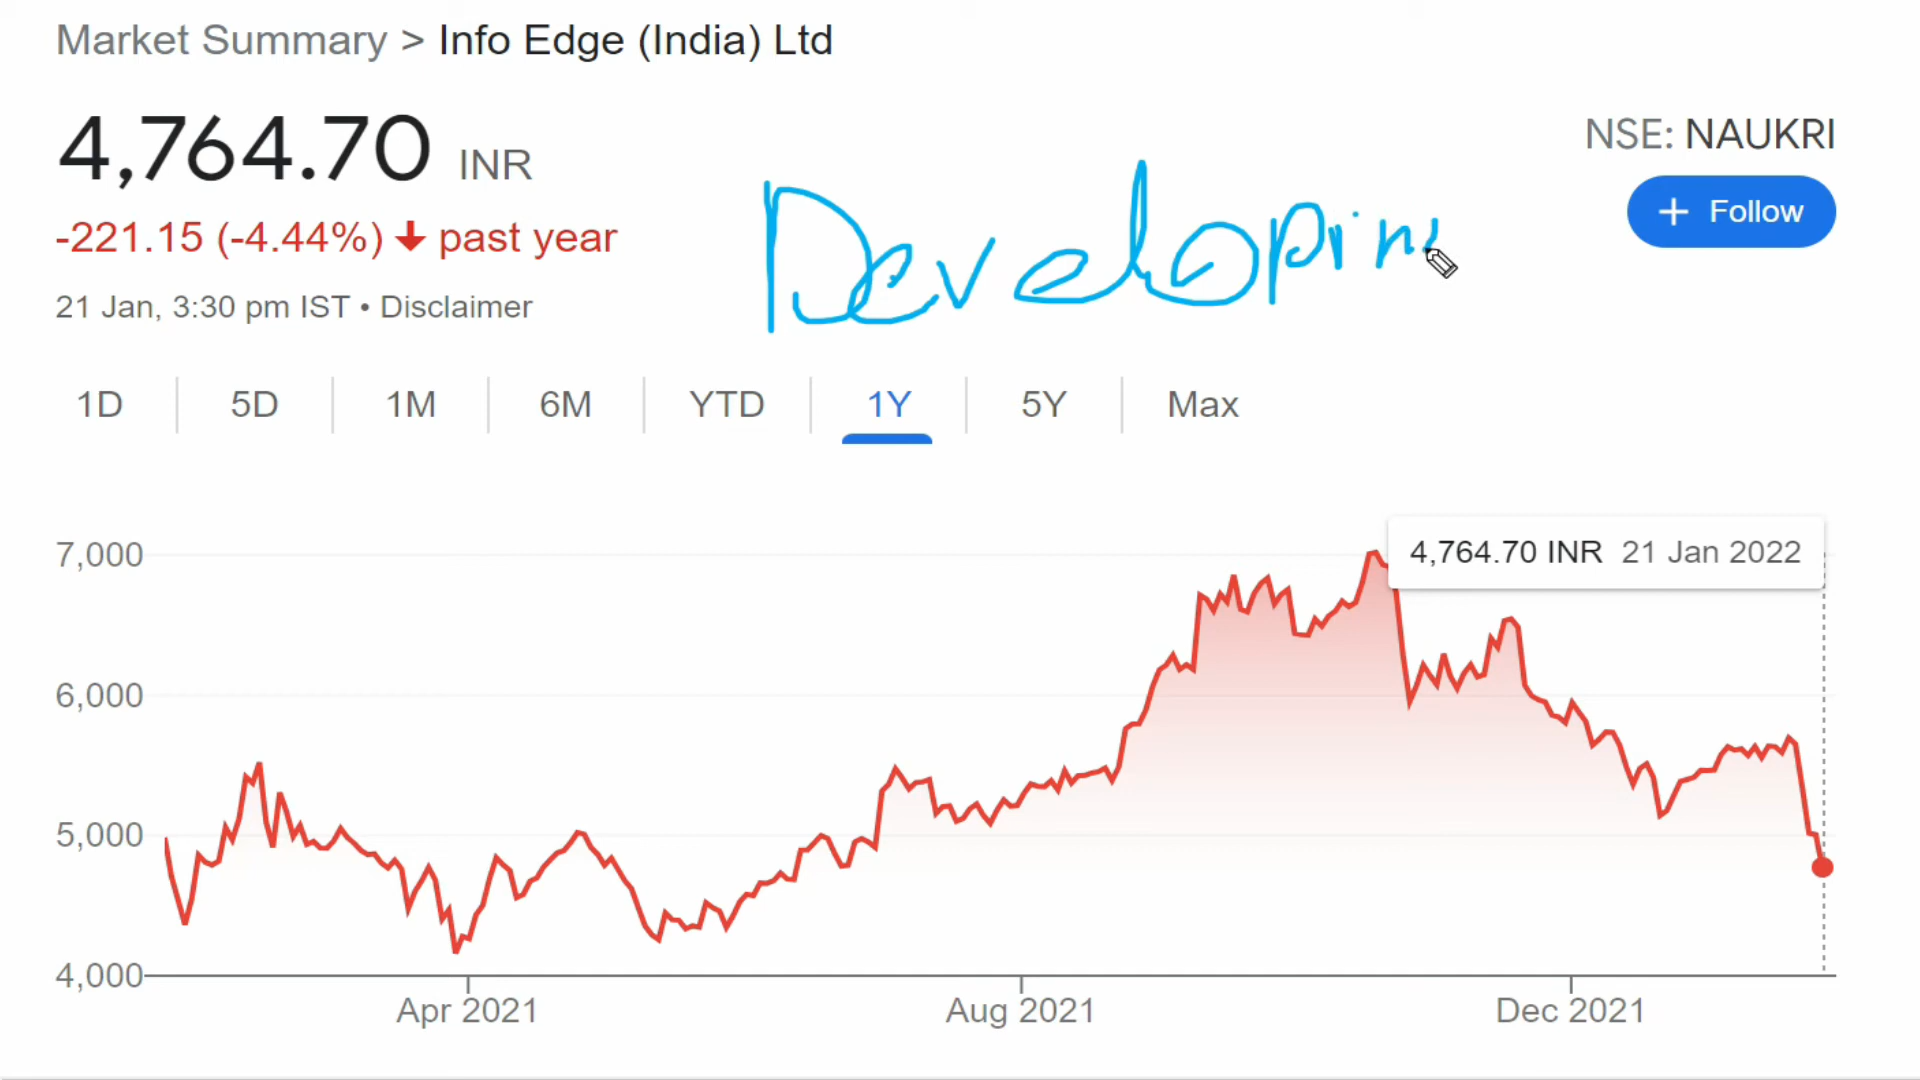 Market Summary > Info Edge (India) Ltd
4,764.70 INR
NSE: NAUKRI
+ Follow
-221.15 (-4.44%) ↓ past year
21 Jan, 3:30 pm IST • Disclaimer
1D 5D 1M 6M YTD 1Y 5Y Max
4,764.70 INR 21 Jan 2022
7,000
6,000
5,000
4,000
Apr 2021 Aug 2021 Dec 2021